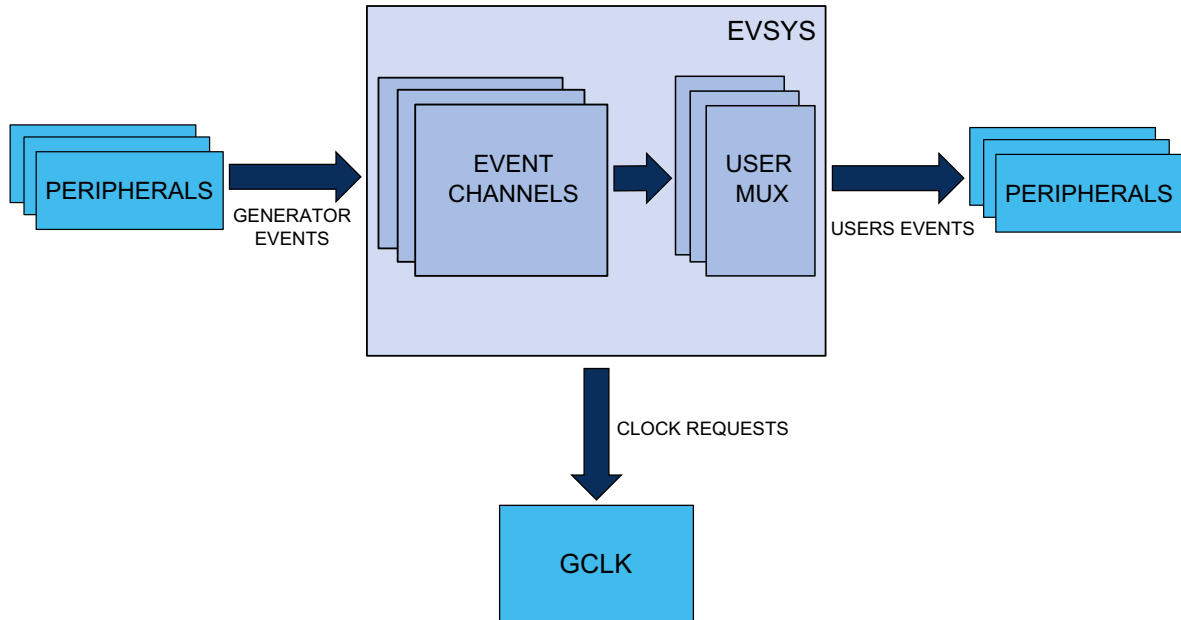 EVSYS
PERIPHERALS
GENERATOR
EVENTS
EVENT
CHANNELS
USER
MUX
USERS EVENTS
PERIPHERALS
CLOCK REQUESTS
GCLK